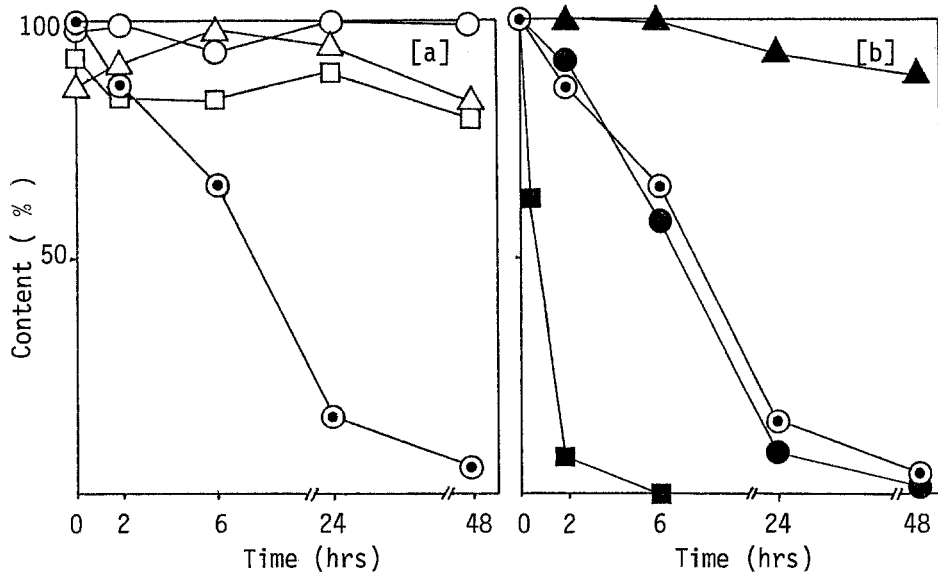 100
[a]
[b]
Content ( % )
50
0 2 6 24 48
0 2 6 24 48
Time (hrs)
Time (hrs)